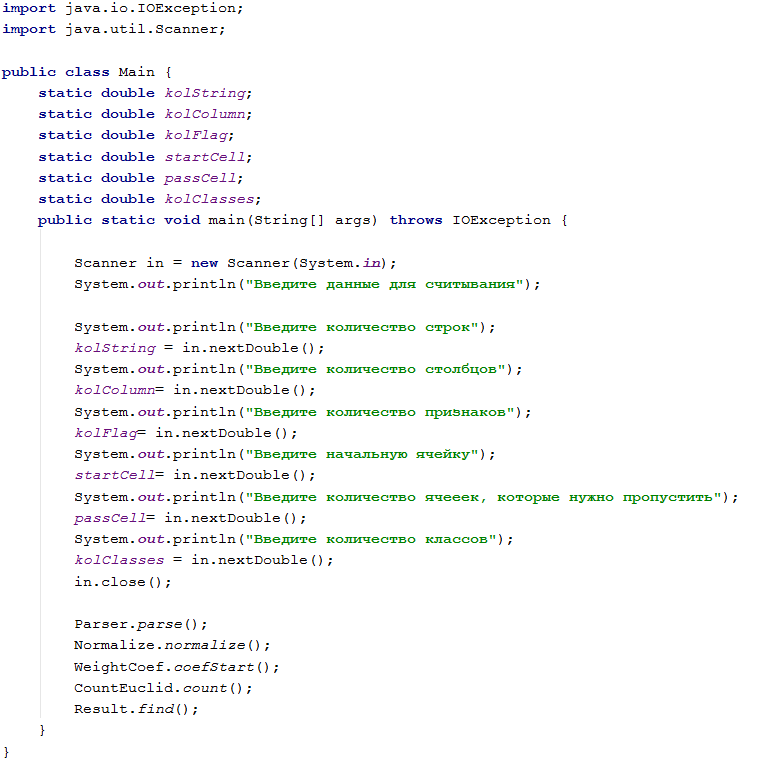 import java.io.IOException;
import java.util.Scanner;
public class Main {
static double kolString;
static double kolColumn;
static double kolFlag;
static double startCell;
static double passCell;
static double kolClasses;
public static void main(String[] args) throws IOException {
Scanner in = new Scanner(System.in);
System.out.println("Введите данные для считывания");
System.out.println("Введите количество строк");
kolString = in.nextDouble();
System.out.println("Введите количество столбцов");
kolColumn= in.nextDouble();
System.out.println("Введите количество признаков");
kolFlag= in.nextDouble();
System.out.println("Введите начальную ячейку");
startCell= in.nextDouble();
System.out.println("Введите количество ячееек, которые нужно пропустить");
passCell= in.nextDouble();
System.out.println("Введите количество классов");
kolClasses = in.nextDouble();
in.close();
Parser.parse();
Normalize.normalize();
WeightCoef.coefStart();
CountEuclid.count();
Result.find();
}
}